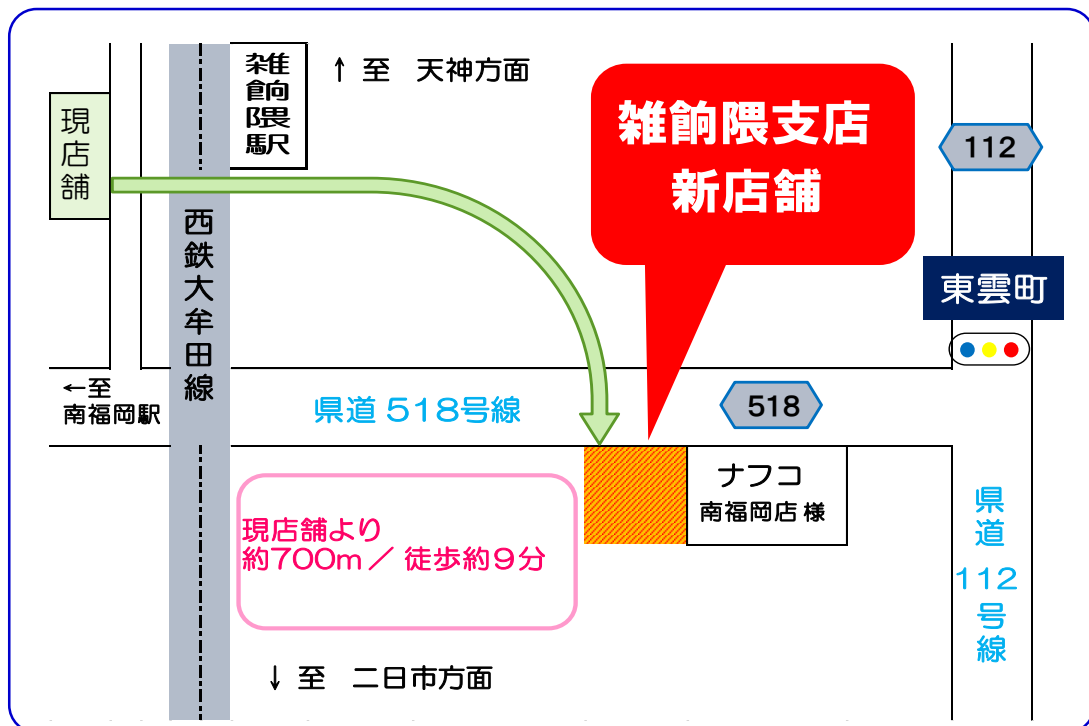 雑餉隈駅
↑ 至 天神方面
現店舗
雑餉隈支店
新店舗
112
西鉄大牟田線
東雲町
←至
南福岡駅
県道 518号線
518
ナフコ
南福岡店 様
現店舗より
約700m / 徒歩約9分
県道
112
号線
↓ 至 二日市方面